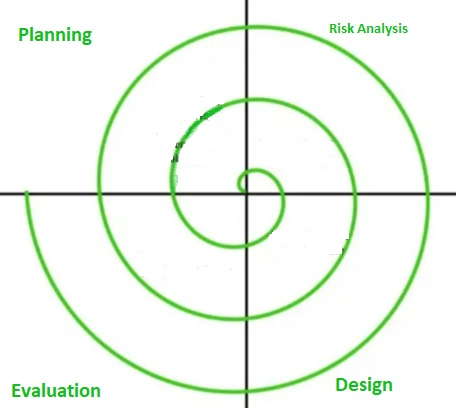 Planning
Risk Analysis
Evaluation
Design